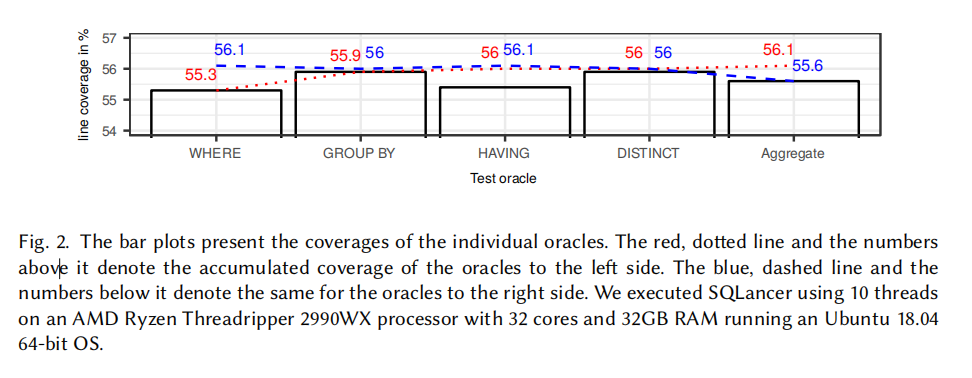 line coverage in %
57
56
55
54
56.1
55.3
55.9 56
56 56.1
56 56
56.1
55.6
WHERE GROUP BY HAVING DISTINCT Aggregate
Test oracle
Fig. 2. The bar plots present the coverages of the individual oracles. The red, dotted line and the numbers
above it denote the accumulated coverage of the oracles to the left side. The blue, dashed line and the
numbers below it denote the same for the oracles to the right side. We executed SQLancer using 10 threads
on an AMD Ryzen Threadripper 2990WX processor with 32 cores and 32GB RAM running an Ubuntu 18.04
64-bit OS.